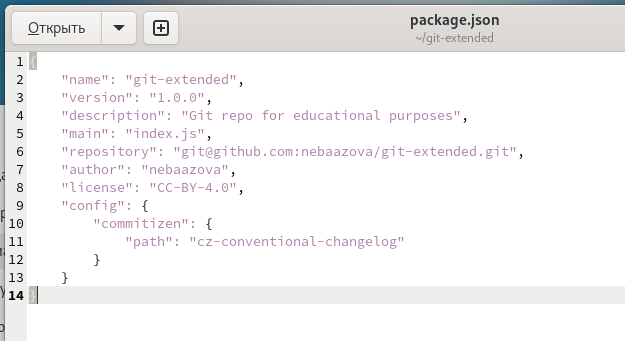 Открыть
package.json
~/git-extended
1 {
2 "name": "git-extended",
3 "version": "1.0.0",
4 "description": "Git repo for educational purposes",
5 "main": "index.js",
6 "repository": "git@github.com:nebaazova/git-extended.git",
7 "author": "nebaazova",
8 "license": "CC-BY-4.0",
9 "config": {
10 "commitizen": {
11 "path": "cz-conventional-changelog"
12 }
13 }
14 }